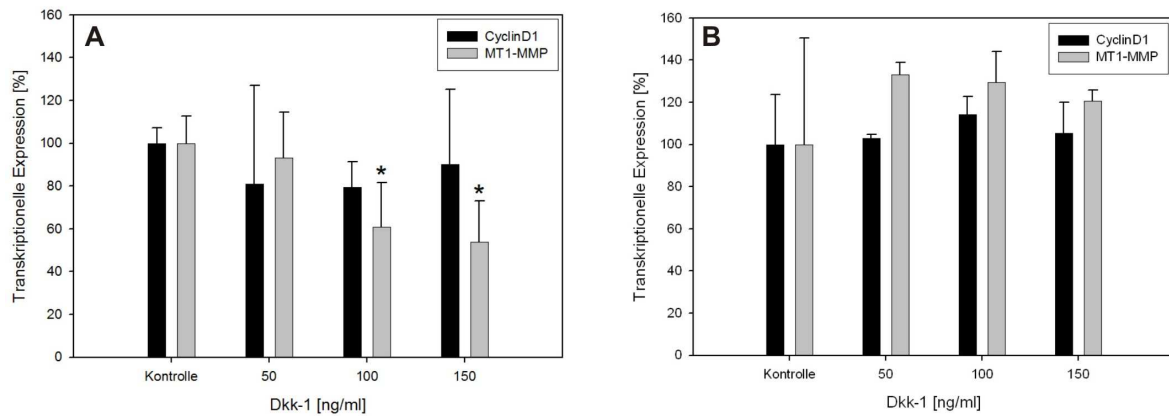 A
CyclinD1
MT1-MMP
Transkriptionelle Expression [%]
160
140
120
100
80
60
40
20
0
*
*
Kontrolle 50 100 150
Dkk-1 [ng/ml]
B
CyclinD1
MT1-MMP
Transkriptionelle Expression [%]
160
140
120
100
80
60
40
20
0
Kontrolle 50 100 150
Dkk-1 [ng/ml]